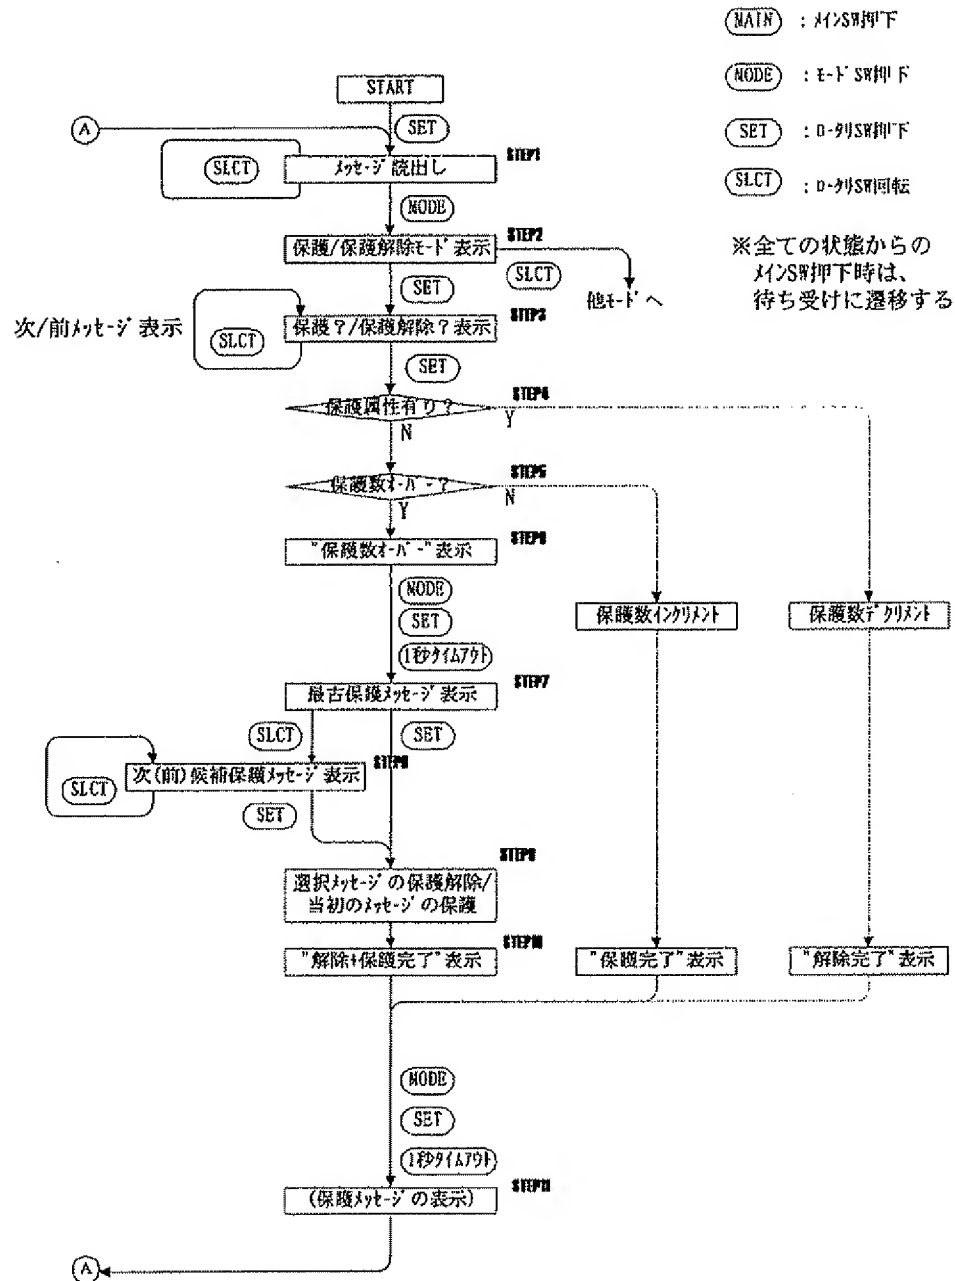 MAIN : メインSW押下
MODE : モードSW押下
SET : ロータリSW押下
SLCT : ロータリSW回転
※全ての状態からの
メインSW押下時は、
待ち受けに遷移する
START
A
SET
STEP1
SLCT
メッセージ読出し
MODE
STEP2
保護/保護解除モード表示
SLCT
SET
他モードへ
STEP3
次/前メッセージ表示
SLCT
保護？/保護解除？表示
SET
STEP4
保護属性有り？
Y
N
STEP5
保護数オーバー？
N
Y
STEP6
"保護数オーバー"表示
MODE
SET
1秒タイムアウト
保護数インクリメント
保護数デクリメント
STEP7
最古保護メッセージ表示
SLCT
SET
STEP8
SLCT
次(前)候補保護メッセージ表示
SET
STEP9
選択メッセージの保護解除/
当初のメッセージの保護
STEP10
"解除+保護完了"表示
"保護完了"表示
"解除完了"表示
MODE
SET
1秒タイムアウト
STEP11
(保護メッセージの表示)
A